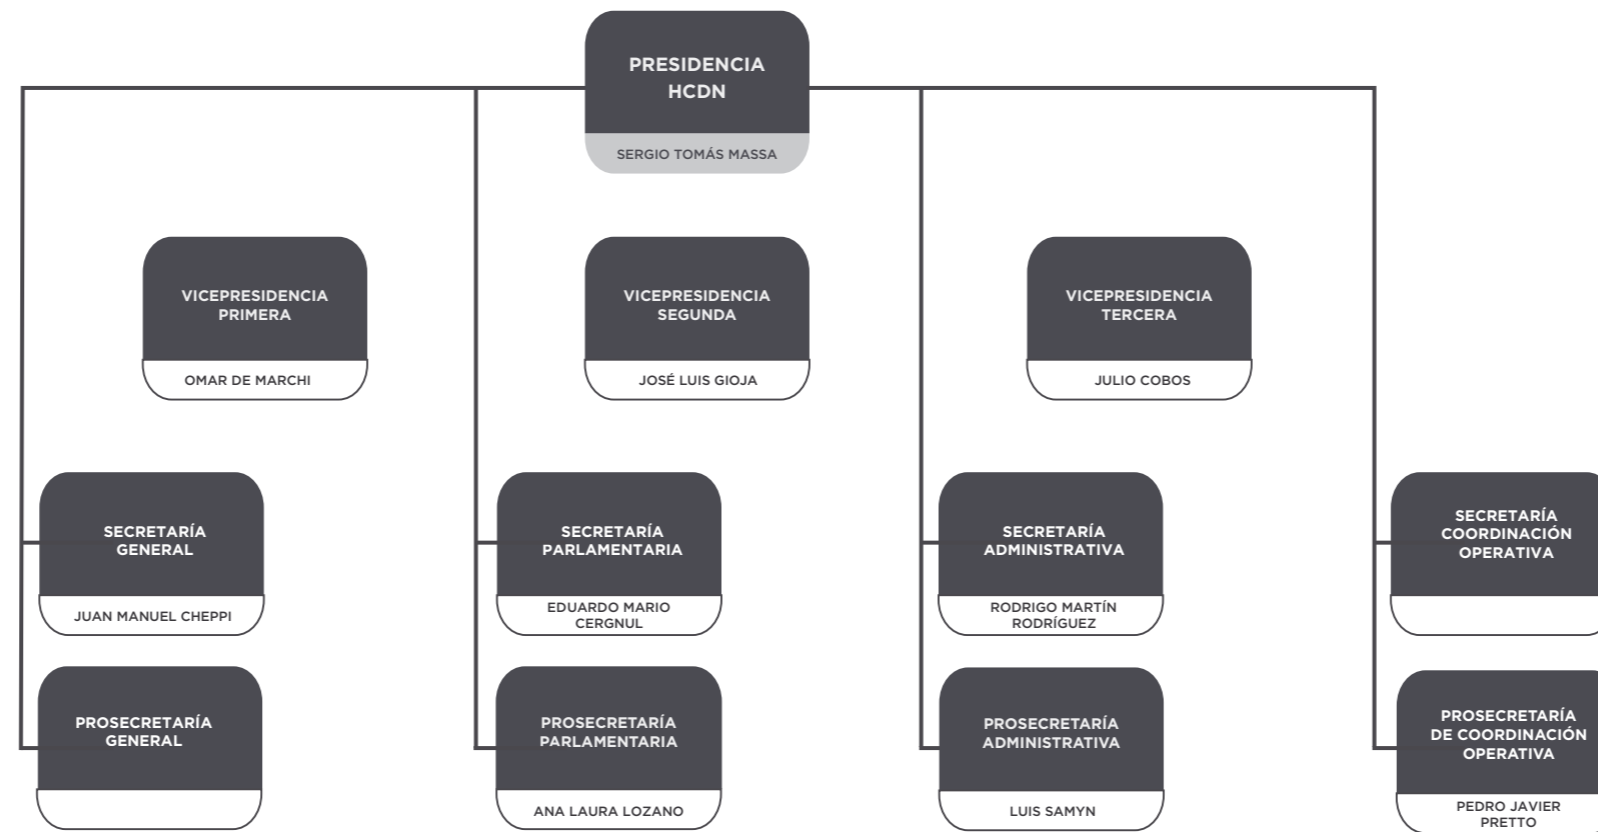 PRESIDENCIA
HCDN
SERGIO TOMÁS MASSA
VICEPRESIDENCIA
PRIMERA
OMAR DE MARCHI
VICEPRESIDENCIA
SEGUNDA
JOSÉ LUIS GIOJA
VICEPRESIDENCIA
TERCERA
JULIO COBOS
SECRETARÍA
GENERAL
JUAN MANUEL CHEPPI
SECRETARÍA
PARLAMENTARIA
EDUARDO MARIO
CERGNUL
SECRETARÍA
ADMINISTRATIVA
RODRIGO MARTÍN
RODRÍGUEZ
SECRETARÍA
COORDINACIÓN
OPERATIVA
PROSECRETARÍA
GENERAL
PROSECRETARÍA
PARLAMENTARIA
ANA LAURA LOZANO
PROSECRETARÍA
ADMINISTRATIVA
LUIS SAMYN
PROSECRETARÍA
DE COORDINACIÓN
OPERATIVA
PEDRO JAVIER
PRETTO